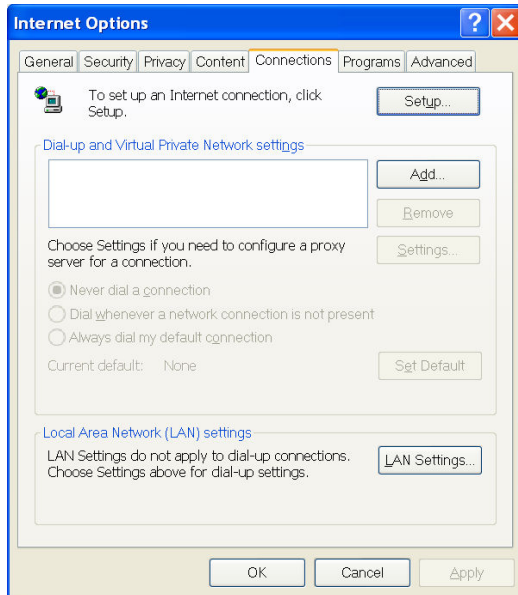 Internet Options
?
General Security Privacy Content Connections Programs Advanced
To set up an Internet connection, click
Setup.
Setup...
Dial-up and Virtual Private Network settings
Add...
Remove
Choose Settings if you need to configure a proxy
server for a connection.
Settings...
Never dial a connection
Dial whenever a network connection is not present
Always dial my default connection
Current default: None
Set Default
Local Area Network (LAN) settings
LAN Settings do not apply to dial-up connections.
Choose Settings above for dial-up settings.
LAN Settings...
OK Cancel Apply